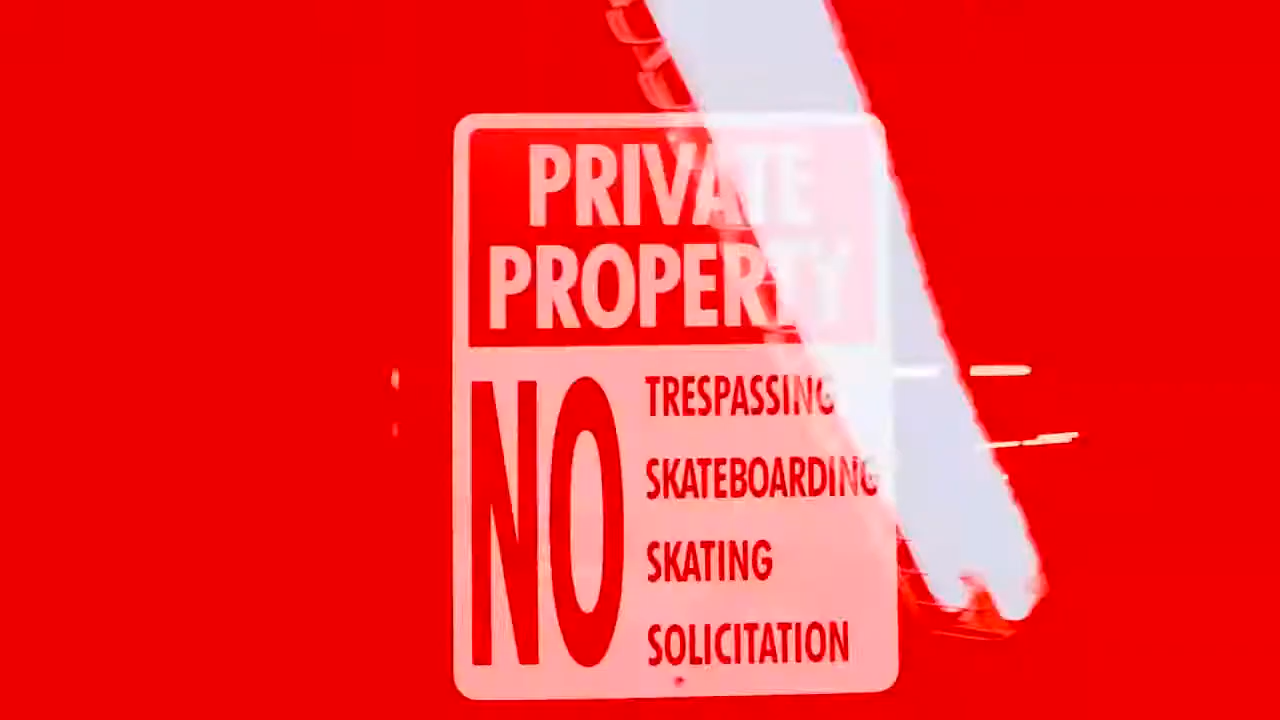 PRIVATE
PROPERTY
NO
TRESPASSING
SKATEBOARDING
SKATING
SOLICITATION